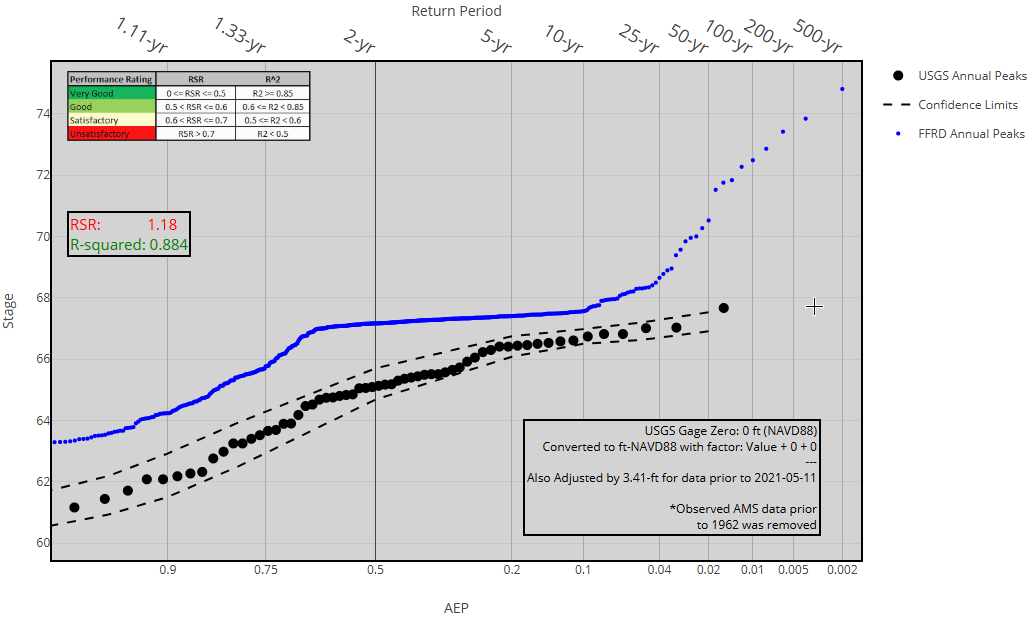 Return Period
1.11-yr 1.33-yr 2-yr 5-yr 10-yr 25-yr 50-yr 100-yr 200-yr 500-yr
Performance Rating RSR R^2
Very Good 0 <= RSR <= 0.5 R2 >= 0.85
Good 0.5 < RSR <= 0.6 0.6 <= R2 < 0.85
Satisfactory 0.6 < RSR <= 0.7 0.5 <= R2 < 0.6
Unsatisfactory RSR > 0.7 R2 < 0.5
USGS Annual Peaks
Confidence Limits
FFRD Annual Peaks
RSR: 1.18
R-squared: 0.884
Stage
74
72
70
68
66
64
62
60
USGS Gage Zero: 0 ft (NAVD88)
Converted to ft-NAVD88 with factor: Value + 0 + 0
---
Also Adjusted by 3.41-ft for data prior to 2021-05-11
*Observed AMS data prior
to 1962 was removed
0.9 0.75 0.5 0.2 0.1 0.04 0.02 0.01 0.005 0.002
AEP